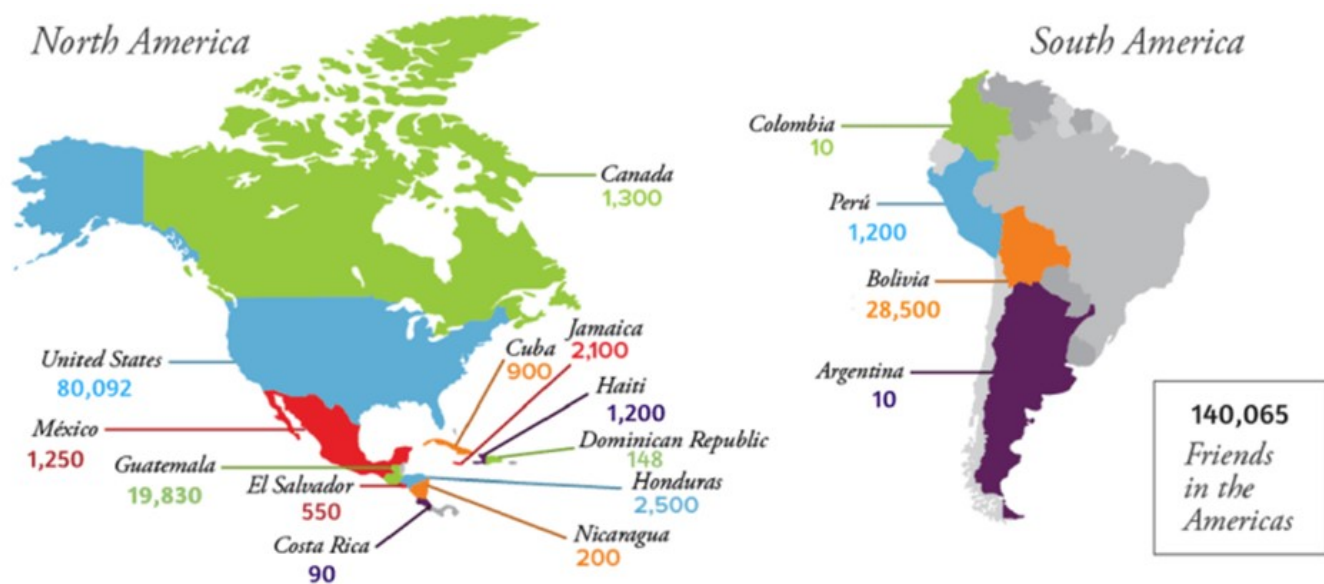 North America
South America
Colombia
10
Canada
1,300
Perú
1,200
Bolivia
28,500
Jamaica
2,100
Cuba
900
United States
80,092
Haiti
1,200
Argentina
10
México
1,250
Dominican Republic
148
Guatemala
19,830
El Salvador
550
Honduras
2,500
Nicaragua
200
Costa Rica
90
140,065
Friends
in the
Americas